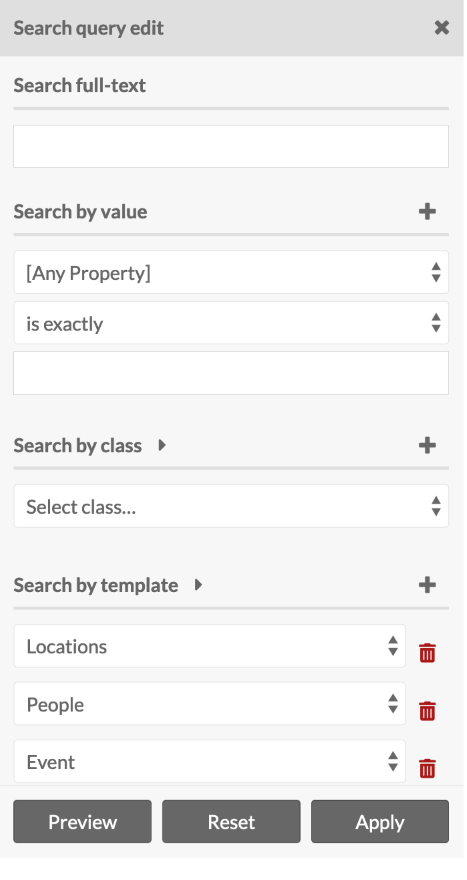 Search query edit
Search full-text
Search by value
[Any Property]
is exactly
Search by class
Select class...
Search by template
Locations
People
Event
Preview Reset Apply